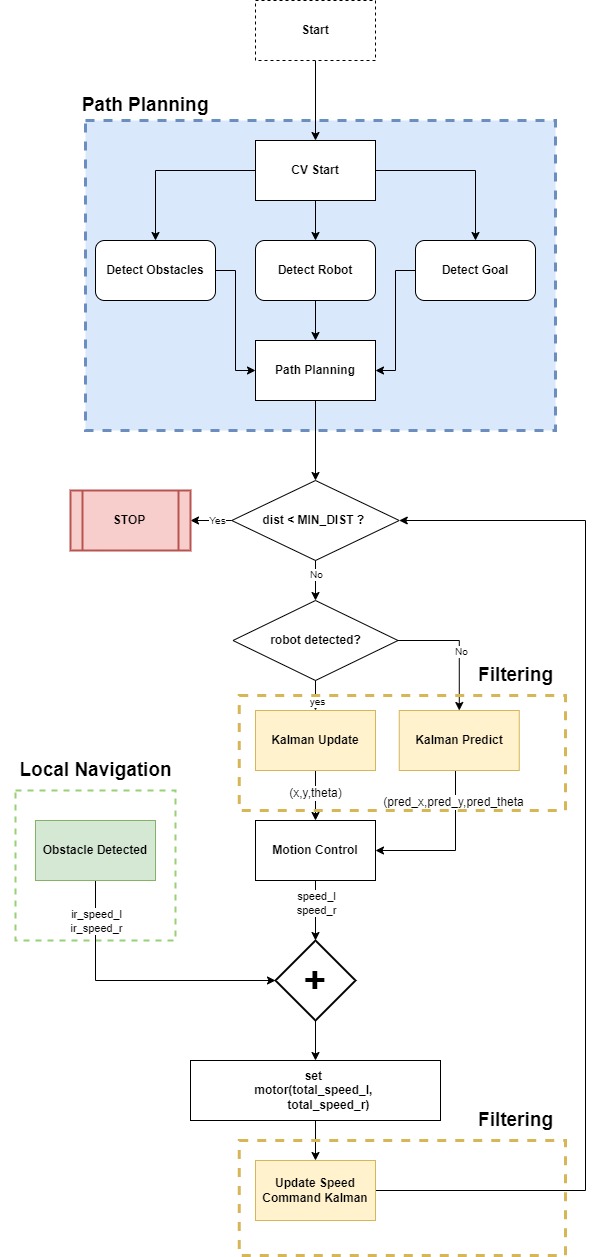 Start
Path Planning
CV Start
Detect Obstacles
Detect Robot
Detect Goal
Path Planning
STOP
Yes
dist < MIN_DIST ?
No
robot detected?
No
Filtering
yes
Kalman Update
Kalman Predict
Local Navigation
(x,y,theta)
(pred_x,pred_y,pred_theta
Obstacle Detected
Motion Control
speed_l
speed_r
ir_speed_l
ir_speed_r
+
set
motor(total_speed_l,
total_speed_r)
Filtering
Update Speed
Command Kalman